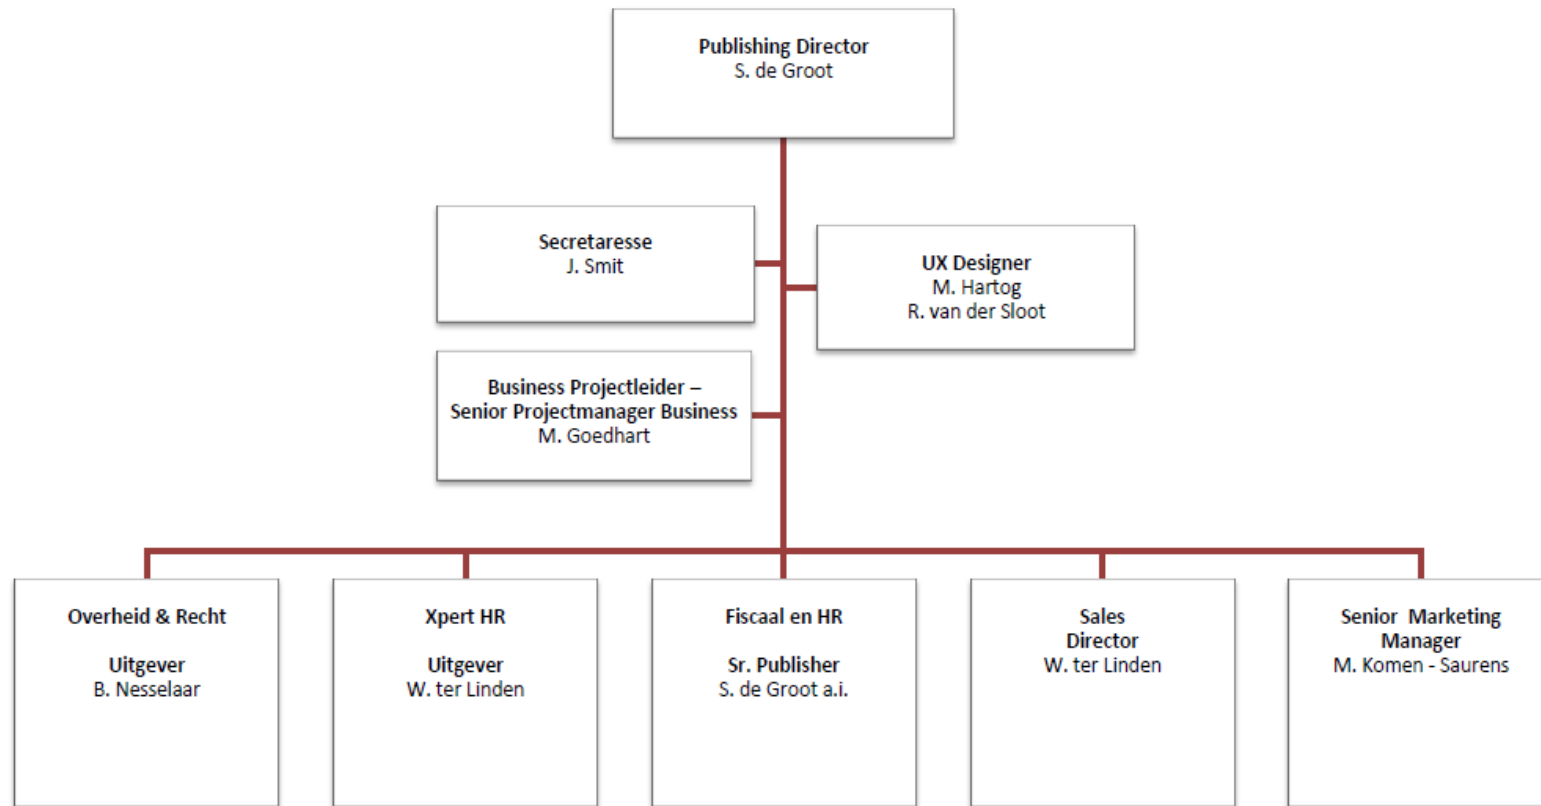 Publishing Director
S. de Groot
Secretaresse
J. Smit
UX Designer
M. Hartog
R. van der Sloot
Business Projectleider –
Senior Projectmanager Business
M. Goedhart
Overheid & Recht
Uitgever
B. Nesselaar
Xpert HR
Uitgever
W. ter Linden
Fiscaal en HR
Sr. Publisher
S. de Groot a.i.
Sales
Director
W. ter Linden
Senior  Marketing
Manager
M. Komen - Saurens